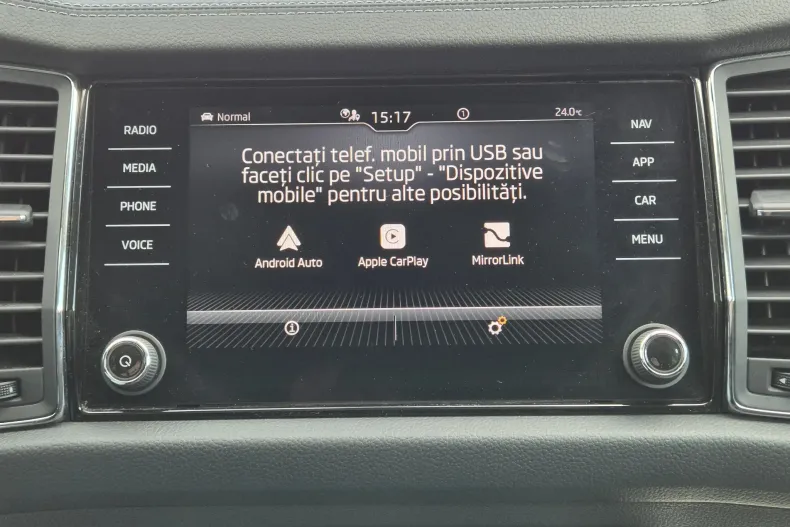 Normal
15:17
24.0°C
RADIO
MEDIA
PHONE
VOICE
Conectați telef. mobil prin USB sau
faceți clic pe "Setup" - "Dispozitive
mobile" pentru alte posibilități.
Android Auto
Apple CarPlay
MirrorLink
NAV
APP
CAR
MENU